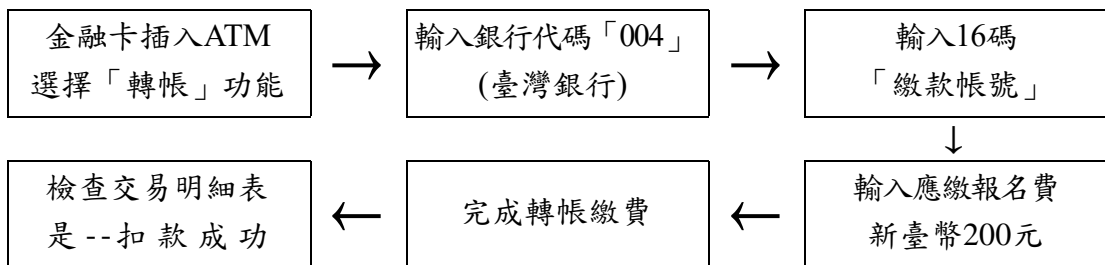 金融卡插入ATM
選擇「轉帳」功能
→
輸入銀行代碼「004」
(臺灣銀行)
→
輸入16碼
「繳款帳號」
↓
輸入應繳報名費
新臺幣200元
←
完成轉帳繳費
←
檢查交易明細表
是--扣款成功